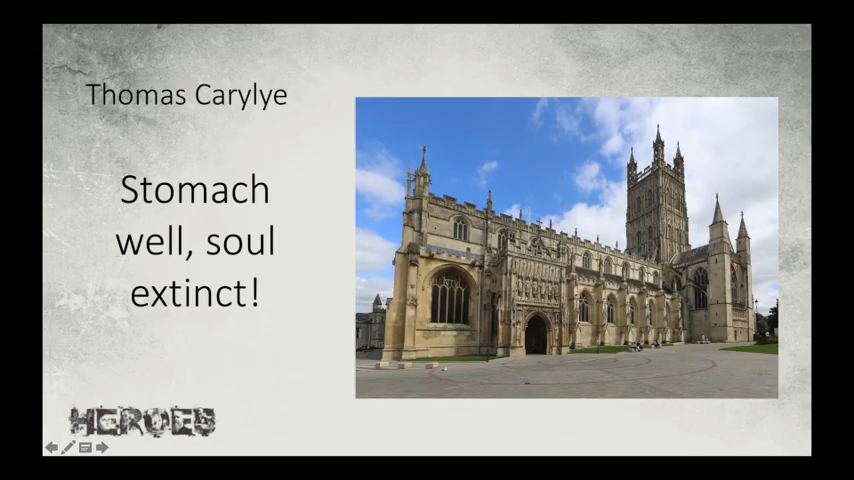 Thomas Carylye
Stomach
well, soul
extinct!
HEROES